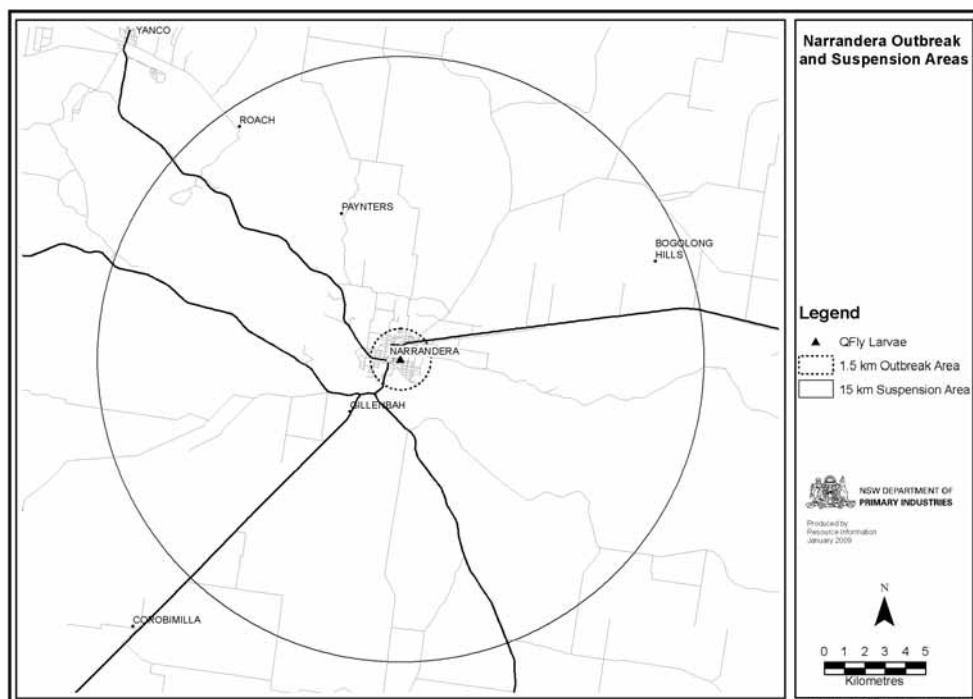 Narrandera Outbreak
and Suspension Areas
YANCO
ROACH
PAYNTERS
BOGOLONG
HILLS
NARRANDERA
GILLENBAH
COROBIMILLA
Legend
QFly Larvae
1.5 km Outbreak Area
15 km Suspension Area
NSW DEPARTMENT OF
PRIMARY INDUSTRIES
Produced by
Resource Information
January 2009
N
0 1 2 3 4 5
Kilometres